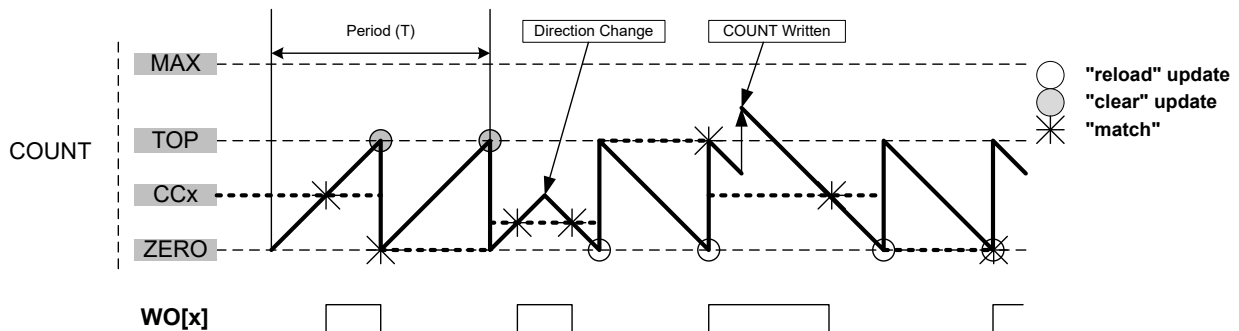 Period (T)
Direction Change
COUNT Written
MAX
"reload" update
"clear" update
"match"
TOP
COUNT
CCx
ZERO
WO[x]